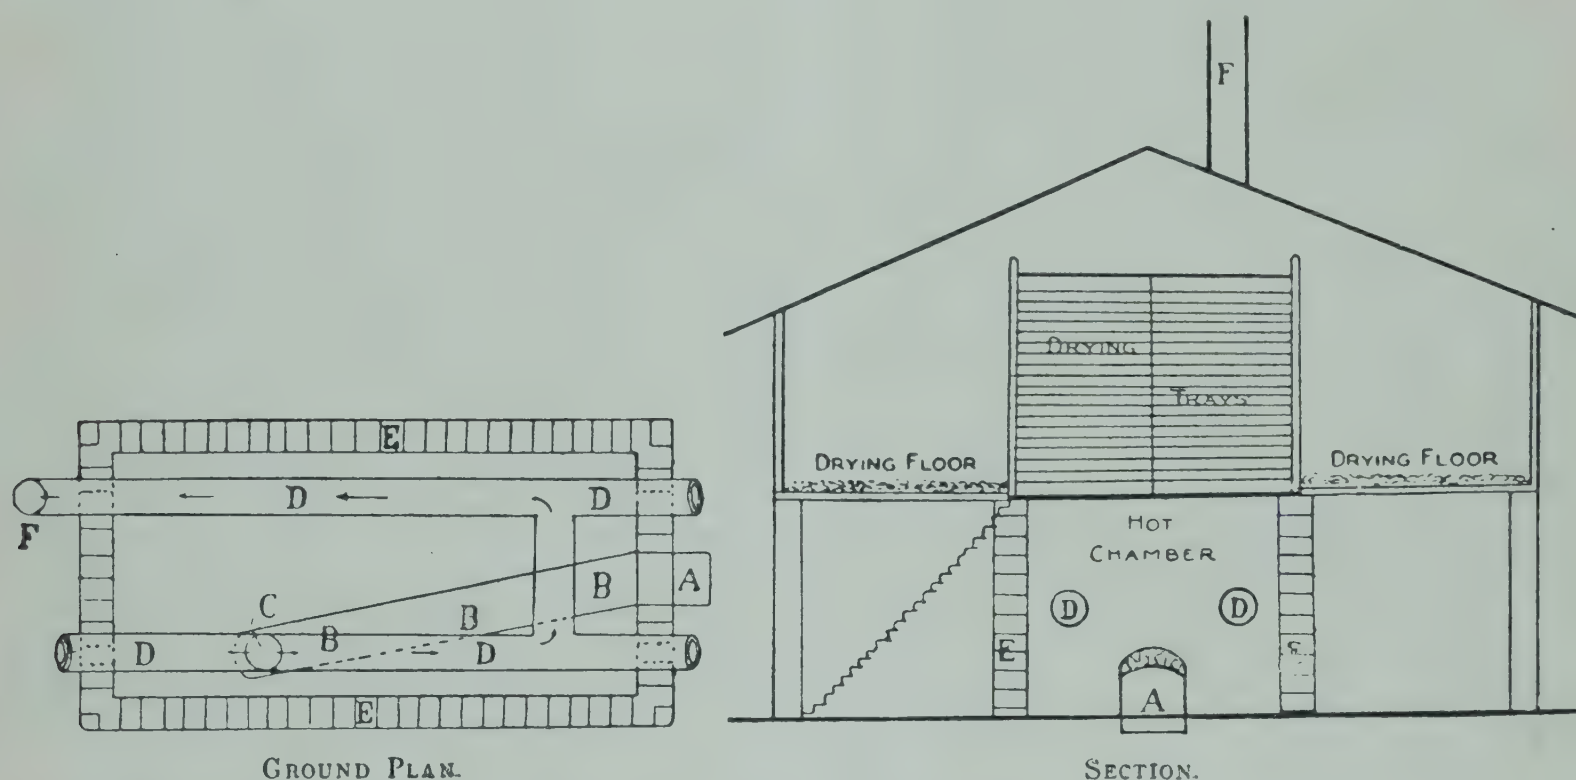 F
DRYING
TRAYS
DRYING FLOOR
DRYING FLOOR
HOT
CHAMBER
D
D
E
E
A
E
D
D
F
B
A
C
B
B
D
D
E
GROUND PLAN.
SECTION.